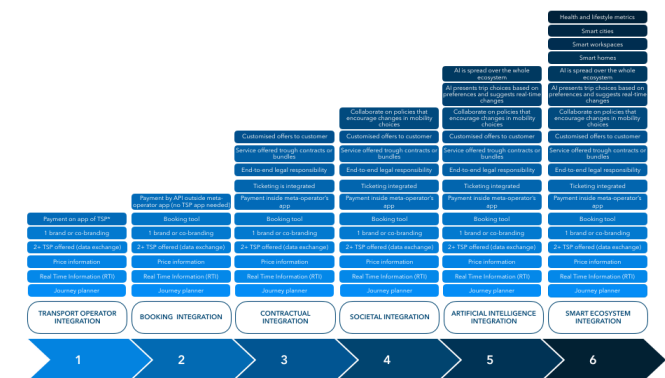 Payment on app of TSP*
1 brand or co-branding
2+ TSP offered (data exchange)
Price information
Real Time Information (RTI)
Journey planner
TRANSPORT OPERATOR
INTEGRATION
1
Payment by API outside meta-
operator app (no TSP app needed)
Booking tool
1 brand or co-branding
2+ TSP offered (data exchange)
Price information
Real Time Information (RTI)
Journey planner
BOOKING INTEGRATION
2
Customised offers to customer
Service offered trough contracts or
bundles
End-to-end legal responsibility
Ticketing is integrated
Payment inside meta-operator's
app
Booking tool
1 brand or co-branding
2+ TSP offered (data exchange)
Price information
Real Time Information (RTI)
Journey planner
CONTRACTUAL
INTEGRATION
3
Collaborate on policies that
encourage changes in mobility
choices
Customised offers to customer
Service offered trough contracts or
bundles
End-to-end legal responsibility
Ticketing integrated
Payment inside meta-operator's
app
Booking tool
1 brand or co-branding
2+ TSP offered (data exchange)
Price information
Real Time Information (RTI)
Journey planner
SOCIETAL INTEGRATION
4
AI is spread over the whole
ecosystem
AI presents trip choices based on
preferences and suggests real-time
changes
Collaborate on policies that
encourage changes in mobility
choices
Customised offers to customer
Service offered trough contracts or
bundles
End-to-end legal responsibility
Ticketing integrated
Payment inside meta-operator's
app
Booking tool
1 brand or co-branding
2+ TSP offered (data exchange)
Price information
Real Time Information (RTI)
Journey planner
ARTIFICIAL INTELLIGENCE
INTEGRATION
5
Health and lifestyle metrics
Smart cities
Smart workspaces
Smart homes
AI is spread over the whole
ecosystem
AI presents trip choices based on
preferences and suggests real-time
changes
Collaborate on policies that
encourage changes in mobility
choices
Customised offers to customer
Service offered trough contracts or
bundles
End-to-end legal responsibility
Ticketing integrated
Payment inside meta-operator's
app
Booking tool
1 brand or co-branding
2+ TSP offered (data exchange)
Price information
Real Time Information (RTI)
Journey planner
SMART ECOSYSTEM
INTEGRATION
6